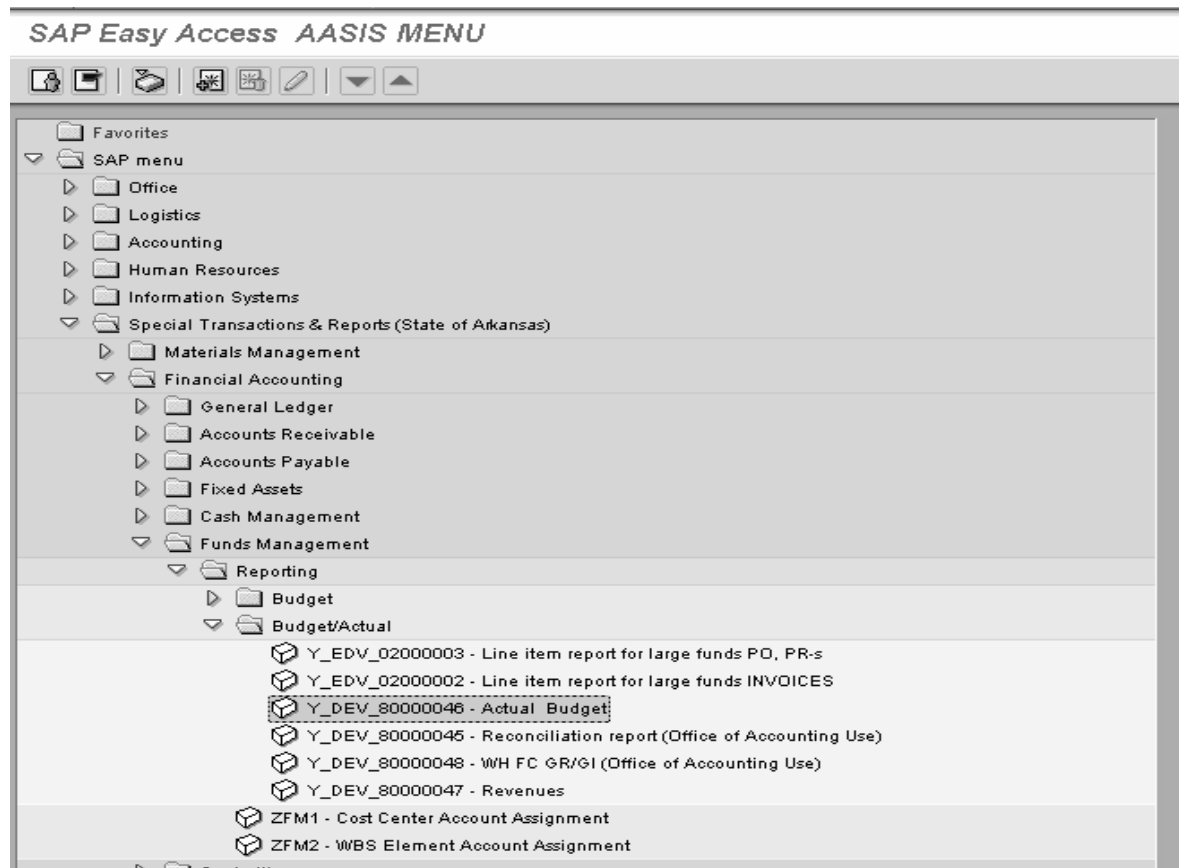 SAP Easy Access AASIS MENU
Favorites
SAP menu
Office
Logistics
Accounting
Human Resources
Information Systems
Special Transactions & Reports (State of Arkansas)
Materials Management
Financial Accounting
General Ledger
Accounts Receivable
Accounts Payable
Fixed Assets
Cash Management
Funds Management
Reporting
Budget
Budget/Actual
Y_EDV_02000003 - Line item report for large funds PO, PR-s
Y_EDV_02000002 - Line item report for large funds INVOICES
Y_DEV_80000046 - Actual Budget
Y_DEV_80000045 - Reconciliation report (Office of Accounting Use)
Y_DEV_80000048 - WH FC GR/GI (Office of Accounting Use)
Y_DEV_80000047 - Revenues
ZFM1 - Cost Center Account Assignment
ZFM2 - WBS Element Account Assignment